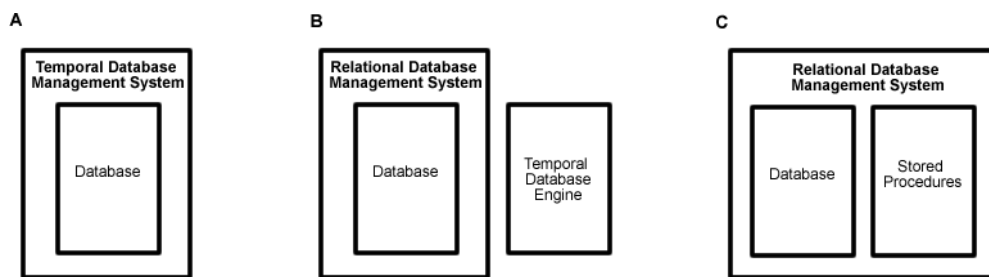 A
B
C
Temporal Database
Management System
Database
Relational Database
Management System
Database
Temporal
Database
Engine
Relational Database
Management System
Database
Stored
Procedures